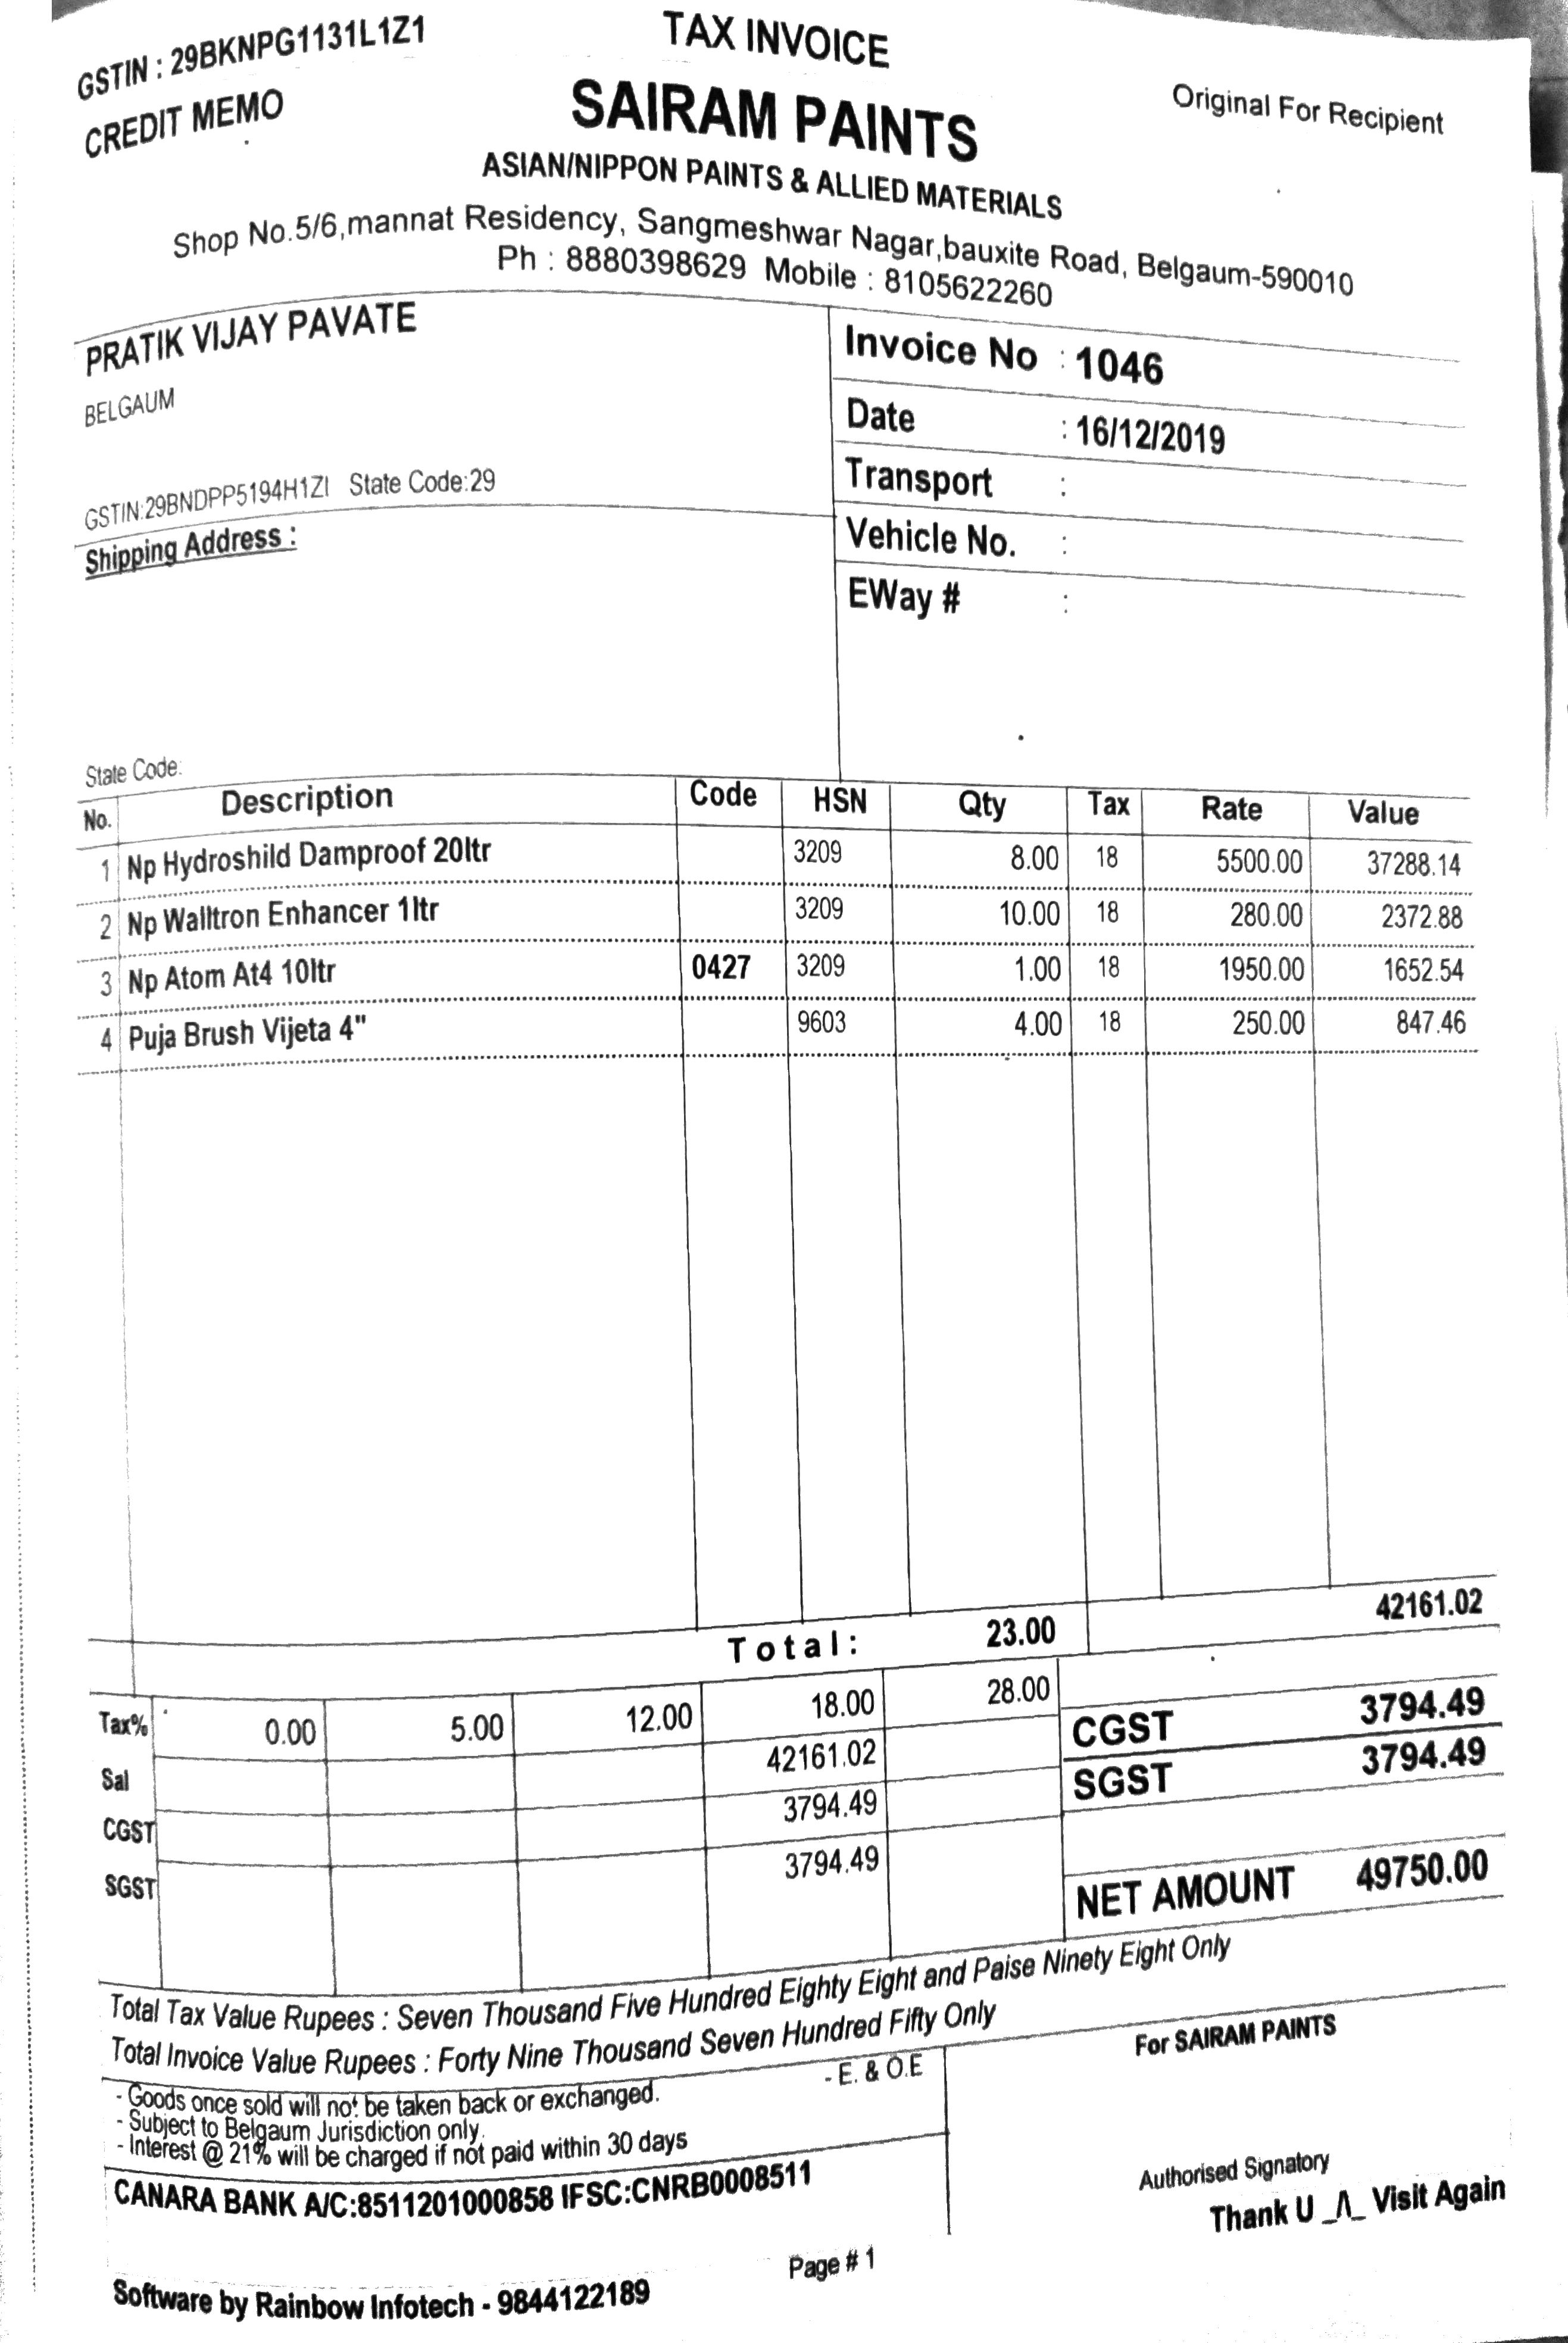 GSTIN : 29BKNPG1131L1Z1
CREDIT MEMO
TAX INVOICE
Original For Recipient
SAIRAM PAINTS
ASIAN/NIPPON PAINTS & ALLIED MATERIALS
Shop No.5/6,mannat Residency, Sangmeshwar Nagar,bauxite Road, Belgaum-590010
Ph : 8880398629 Mobile : 8105622260
PRATIK VIJAY PAVATE
BELGAUM
GSTIN:29BNDPP5194H1ZI State Code:29
Shipping Address :
State Code:
Invoice No : 1046
Date : 16/12/2019
Transport :
Vehicle No. :
EWay # :
No. Description Code HSN Qty Tax Rate Value
1 Np Hydroshild Damproof 20ltr 3209 8.00 18 5500.00 37288.14
2 Np Walltron Enhancer 1ltr 3209 10.00 18 280.00 2372.88
3 Np Atom At4 10ltr 0427 3209 1.00 18 1950.00 1652.54
4 Puja Brush Vijeta 4" 9603 4.00 18 250.00 847.46
Total: 23.00 42161.02
Tax% 0.00 5.00 12.00 18.00 28.00
Sal 42161.02
CGST 3794.49
SGST 3794.49
CGST 3794.49
SGST 3794.49
NET AMOUNT 49750.00
Total Tax Value Rupees : Seven Thousand Five Hundred Eighty Eight and Paise Ninety Eight Only
Total Invoice Value Rupees : Forty Nine Thousand Seven Hundred Fifty Only
- E. & O.E
- Goods once sold will not be taken back or exchanged.
- Subject to Belgaum Jurisdiction only.
- Interest @ 21% will be charged if not paid within 30 days
CANARA BANK A/C:8511201000858 IFSC:CNRB0008511
For SAIRAM PAINTS
Authorised Signatory
Thank U _/\_ Visit Again
Page # 1
Software by Rainbow Infotech - 9844122189